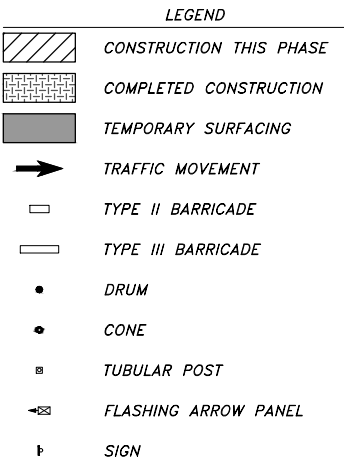 LEGEND
CONSTRUCTION THIS PHASE
COMPLETED CONSTRUCTION
TEMPORARY SURFACING
TRAFFIC MOVEMENT
TYPE II BARRICADE
TYPE III BARRICADE
DRUM
CONE
TUBULAR POST
FLASHING ARROW PANEL
SIGN